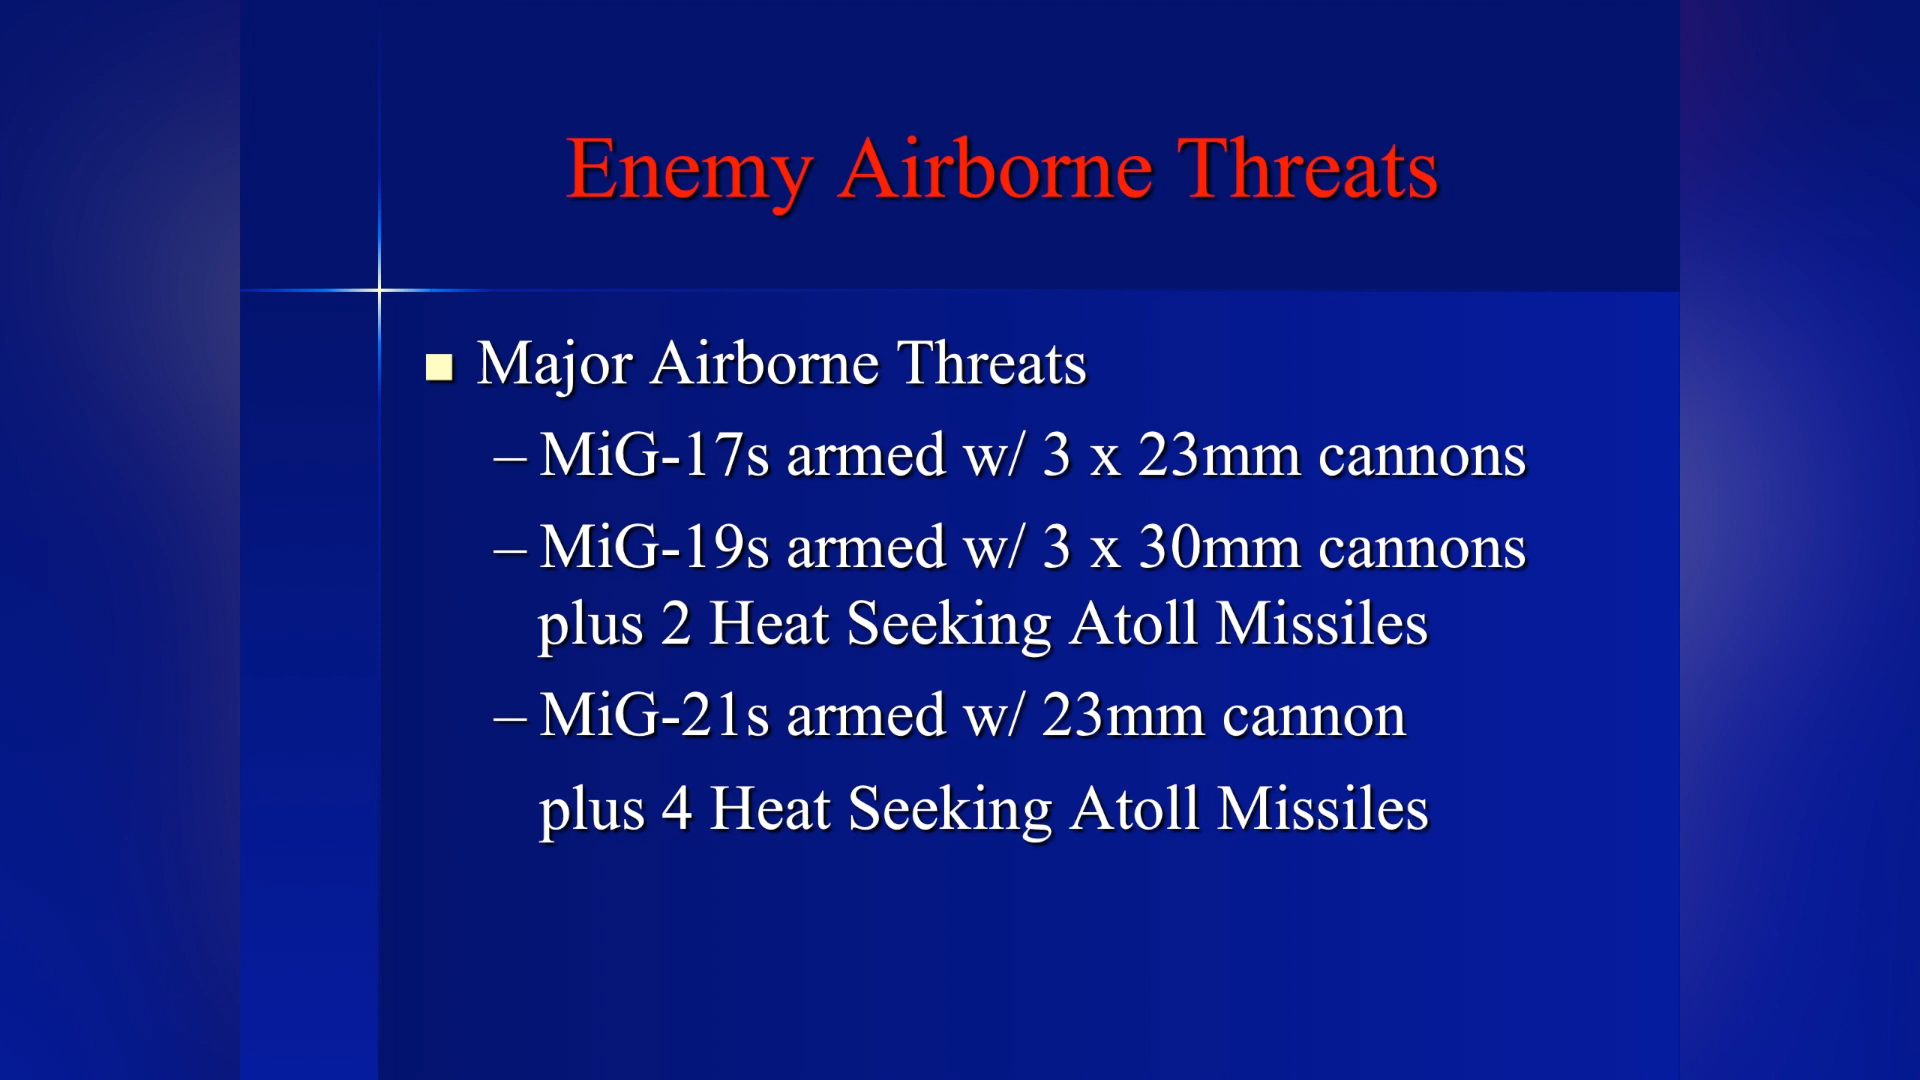 Enemy Airborne Threats
Major Airborne Threats
– MiG-17s armed w/ 3 x 23mm cannons
– MiG-19s armed w/ 3 x 30mm cannons
plus 2 Heat Seeking Atoll Missiles
– MiG-21s armed w/ 23mm cannon
plus 4 Heat Seeking Atoll Missiles